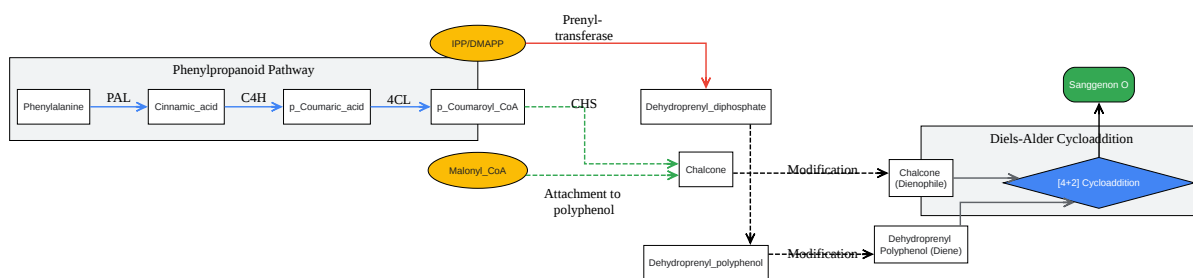 Prenyl-
transferase
IPP/DMAPP
Phenylpropanoid Pathway
Phenylalanine
PAL
Cinnamic_acid
C4H
p_Coumaric_acid
4CL
p_Coumaroyl_CoA
CHS
Dehydroprenyl_diphosphate
Sanggenon O
Diels-Alder Cycloaddition
Malonyl_CoA
Attachment to
polyphenol
Chalcone
Modification
Chalcone
(Dienophile)
[4+2] Cycloaddition
Dehydroprenyl_polyphenol
Modification
Dehydroprenyl
Polyphenol (Diene)